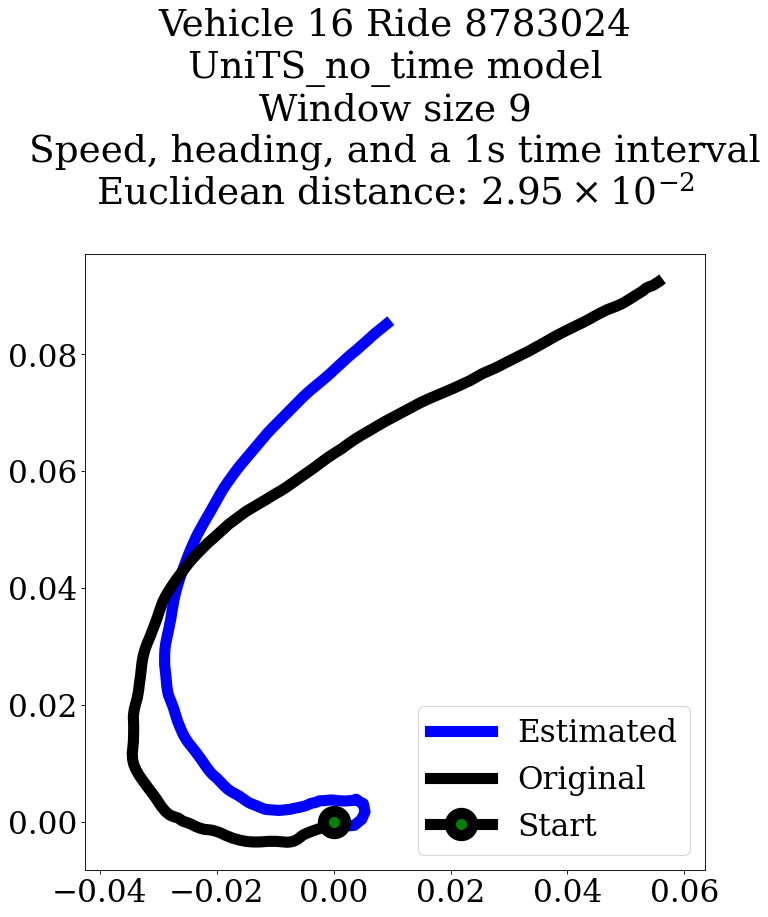 Vehicle 16 Ride 8783024
UniTS_no_time model
Window size 9
Speed, heading, and a 1s time interval
Euclidean distance: 2.95 × 10⁻²
0.08
0.06
0.04
0.02
0.00
Estimated
Original
Start
−0.04 −0.02 0.00 0.02 0.04 0.06